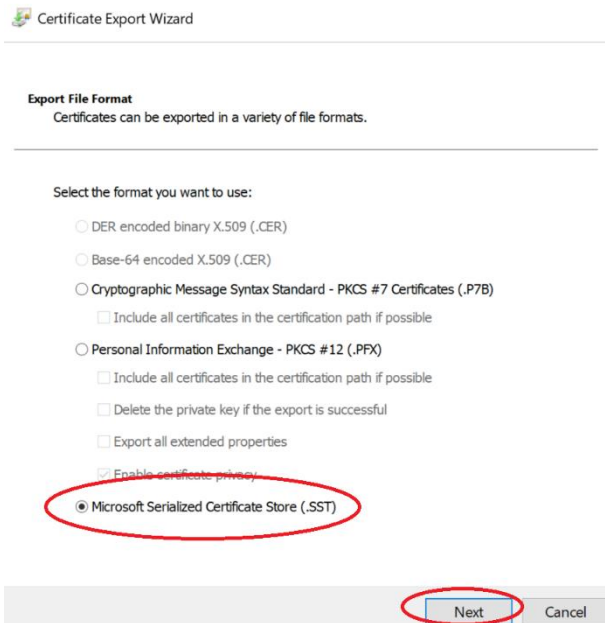 Certificate Export Wizard
Export File Format
Certificates can be exported in a variety of file formats.
Select the format you want to use:
DER encoded binary X.509 (.CER)
Base-64 encoded X.509 (.CER)
Cryptographic Message Syntax Standard - PKCS #7 Certificates (.P7B)
Include all certificates in the certification path if possible
Personal Information Exchange - PKCS #12 (.PFX)
Include all certificates in the certification path if possible
Delete the private key if the export is successful
Export all extended properties
Enable certificate privacy
Microsoft Serialized Certificate Store (.SST)
Next
Cancel